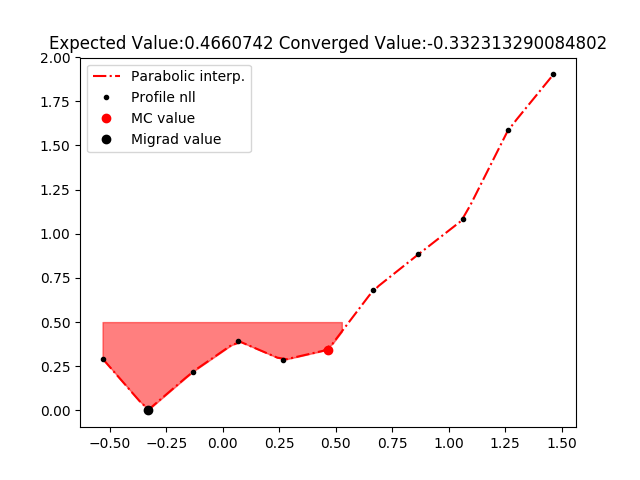 Expected Value:0.4660742 Converged Value:-0.332313290084802
2.00
1.75
1.50
1.25
1.00
0.75
0.50
0.25
0.00
Parabolic interp.
Profile nll
MC value
Migrad value
−0.50 −0.25 0.00 0.25 0.50 0.75 1.00 1.25 1.50